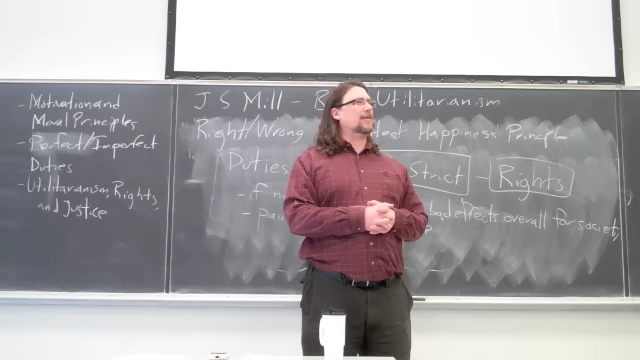 - Motivation and
Moral Principles
- Perfect/Imperfect
Duties
- Utilitarianism, Rights,
and Justice
J S Mill - Utilitarianism
Right/Wrong Happiness Principle
Duties Strict - Rights
- if
- effects overall for society,